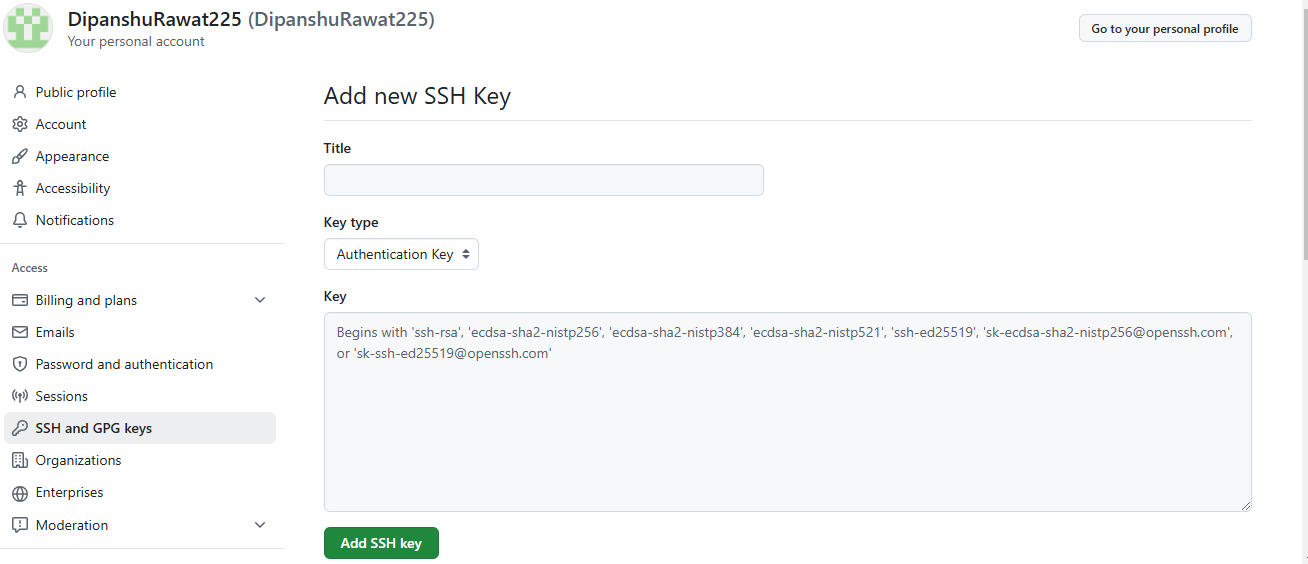 DipanshuRawat225 (DipanshuRawat225)
Your personal account
Go to your personal profile
Public profile
Account
Appearance
Accessibility
Notifications
Access
Billing and plans
Emails
Password and authentication
Sessions
SSH and GPG keys
Organizations
Enterprises
Moderation
Add new SSH Key
Title
Key type
Authentication Key
Key
Begins with 'ssh-rsa', 'ecdsa-sha2-nistp256', 'ecdsa-sha2-nistp384', 'ecdsa-sha2-nistp521', 'ssh-ed25519', 'sk-ecdsa-sha2-nistp256@openssh.com',
or 'sk-ssh-ed25519@openssh.com'
Add SSH key